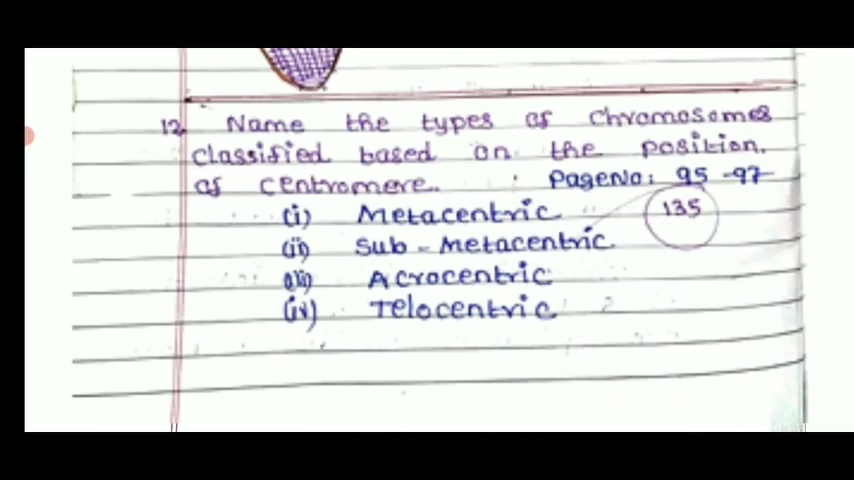 12. Name the types of chromosomes
classified based on the position.
of centromere. PageNo: 95-97
(i) Metacentric
135
(ii) Sub-Metacentric
(iii) Acrocentric
(iv) Telocentric